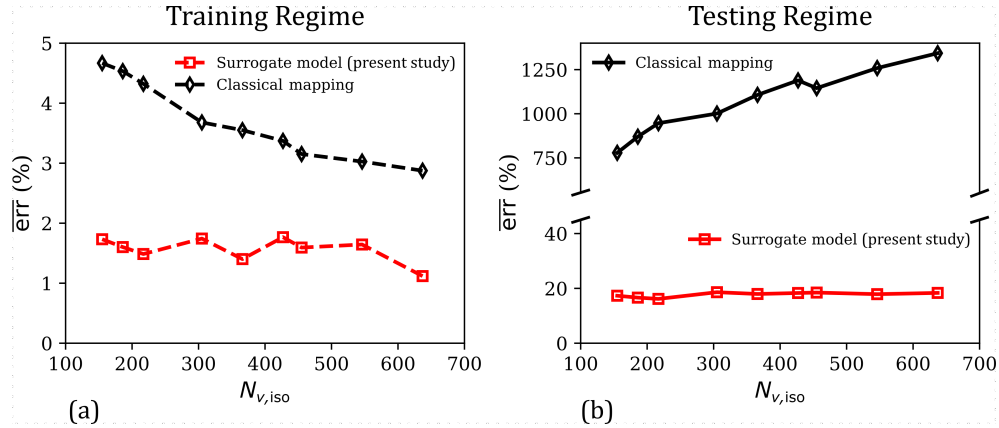 Training Regime
Testing Regime
5
4
3
2
1
0
err (%)
Surrogate model (present study)
Classical mapping
100
200
300
400
500
600
700
N_{v,iso}
(a)
1250
1000
750
40
20
0
err (%)
Classical mapping
Surrogate model (present study)
100
200
300
400
500
600
700
N_{v,iso}
(b)